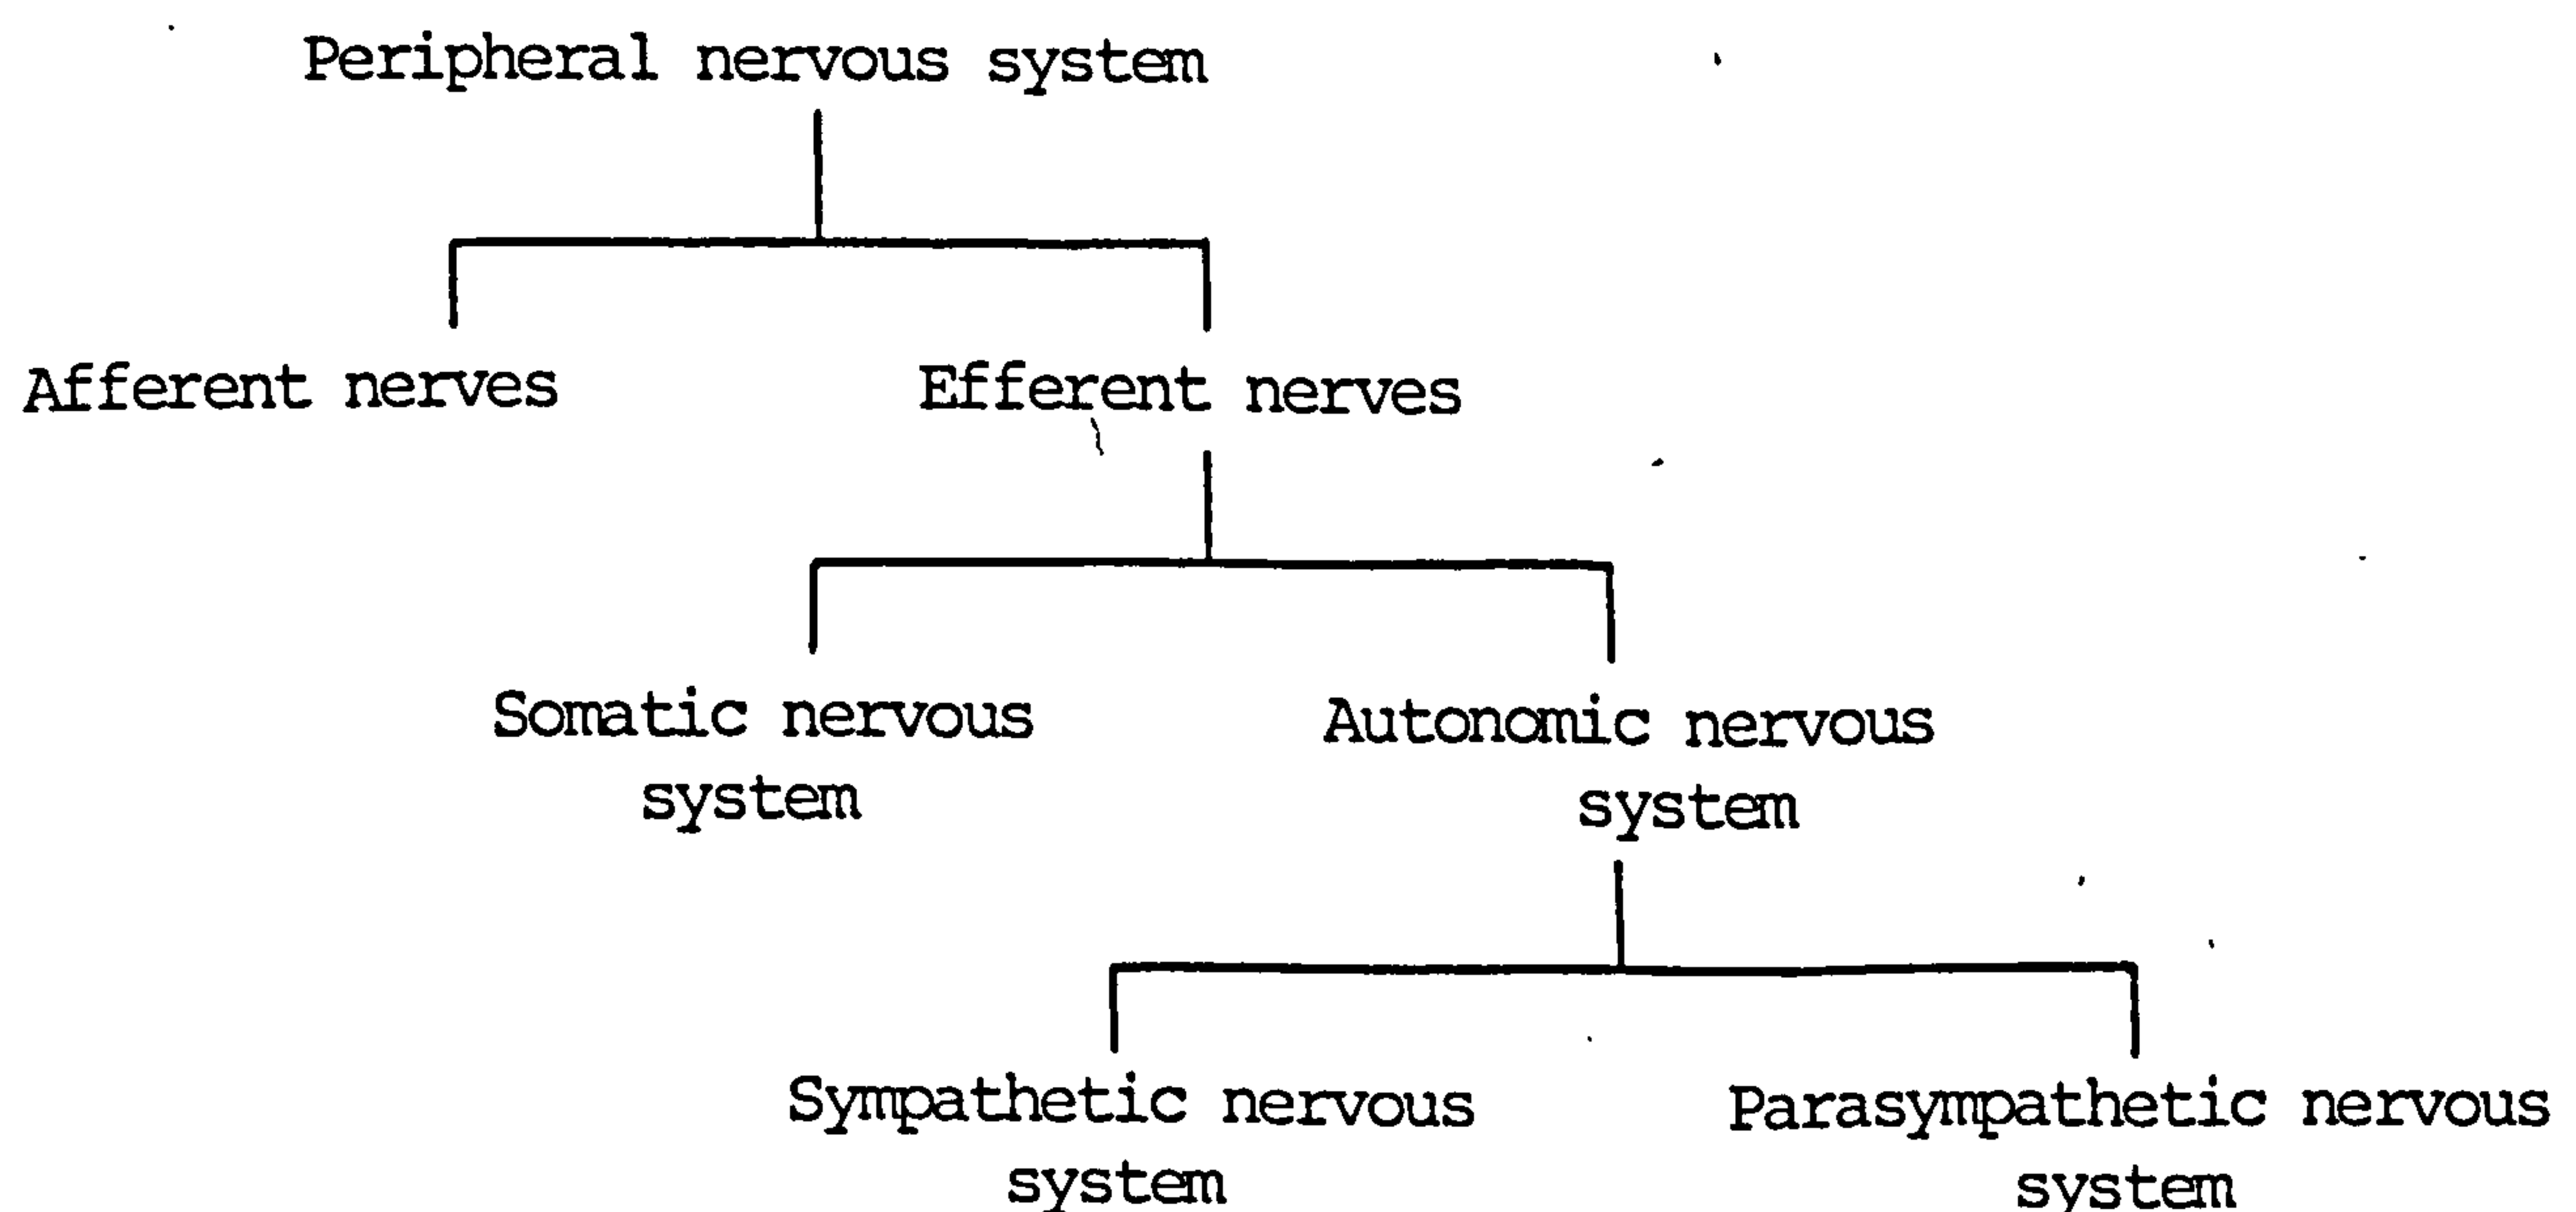 Peripheral nervous system
Afferent nerves
Efferent nerves
Somatic nervous
system
Autonomic nervous
system
Sympathetic nervous
system
Parasympathetic nervous
system